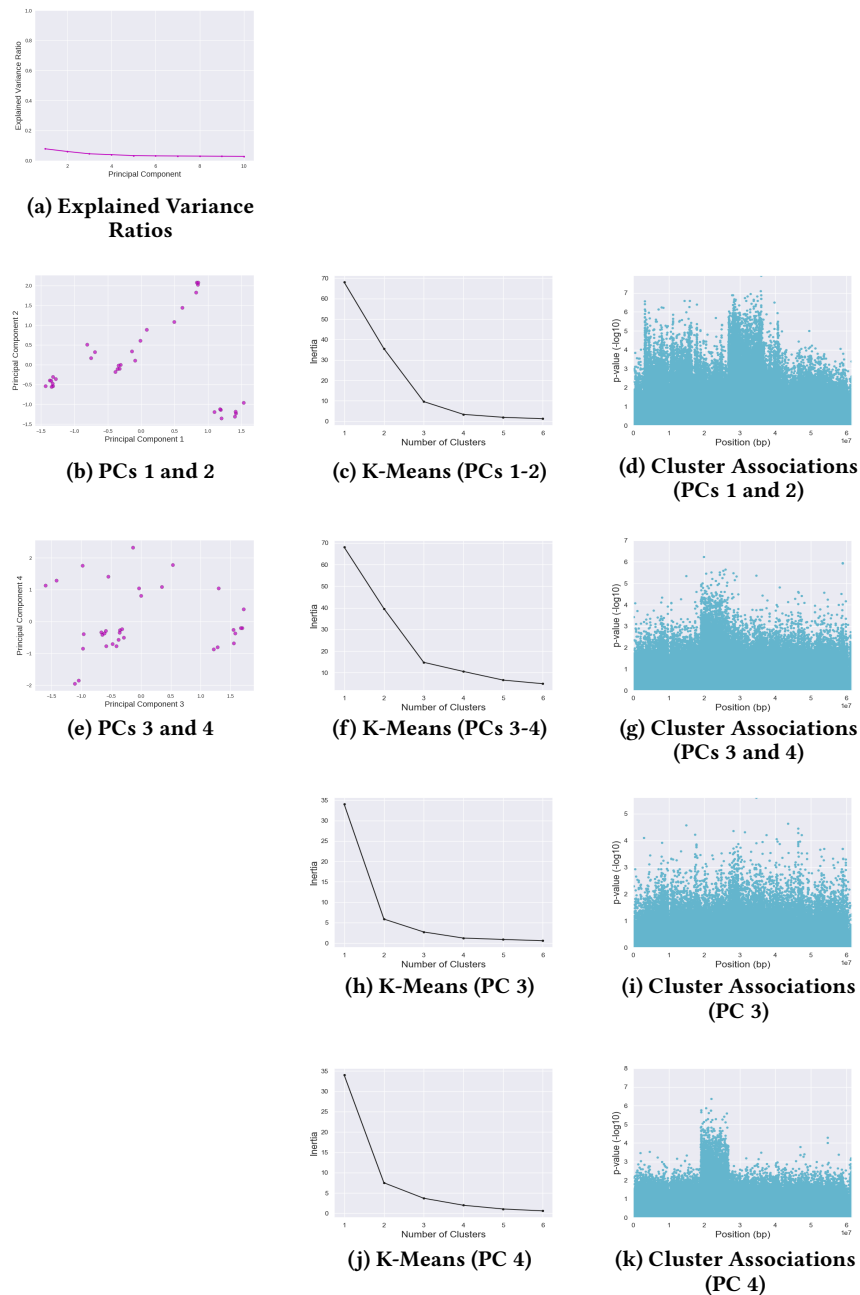 1.0
0.8
0.6
0.4
0.2
0.0
Explained Variance Ratio
2 4 6 8 10
Principal Component
(a) Explained Variance
Ratios
2.0
1.5
1.0
0.5
0.0
−0.5
−1.0
−1.5
Principal Component 2
−1.5 −1.0 −0.5 0.0 0.5 1.0 1.5
Principal Component 1
(b) PCs 1 and 2
70
60
50
40
30
20
10
0
Inertia
1 2 3 4 5 6
Number of Clusters
(c) K-Means (PCs 1-2)
7
6
5
4
3
2
1
0
p-value (-log10)
0 1 2 3 4 5 6
Position (bp)
1e7
(d) Cluster Associations
(PCs 1 and 2)
2
1
0
−1
−2
Principal Component 4
−1.5 −1.0 −0.5 0.0 0.5 1.0 1.5
Principal Component 3
(e) PCs 3 and 4
70
60
50
40
30
20
10
Inertia
1 2 3 4 5 6
Number of Clusters
(f) K-Means (PCs 3-4)
7
6
5
4
3
2
1
0
p-value (-log10)
0 1 2 3 4 5 6
Position (bp)
1e7
(g) Cluster Associations
(PCs 3 and 4)
35
30
25
20
15
10
5
0
Inertia
1 2 3 4 5 6
Number of Clusters
(h) K-Means (PC 3)
5
4
3
2
1
0
p-value (-log10)
0 1 2 3 4 5 6
Position (bp)
1e7
(i) Cluster Associations
(PC 3)
35
30
25
20
15
10
5
0
Inertia
1 2 3 4 5 6
Number of Clusters
(j) K-Means (PC 4)
8
7
6
5
4
3
2
1
0
p-value (-log10)
0 1 2 3 4 5 6
Position (bp)
1e7
(k) Cluster Associations
(PC 4)